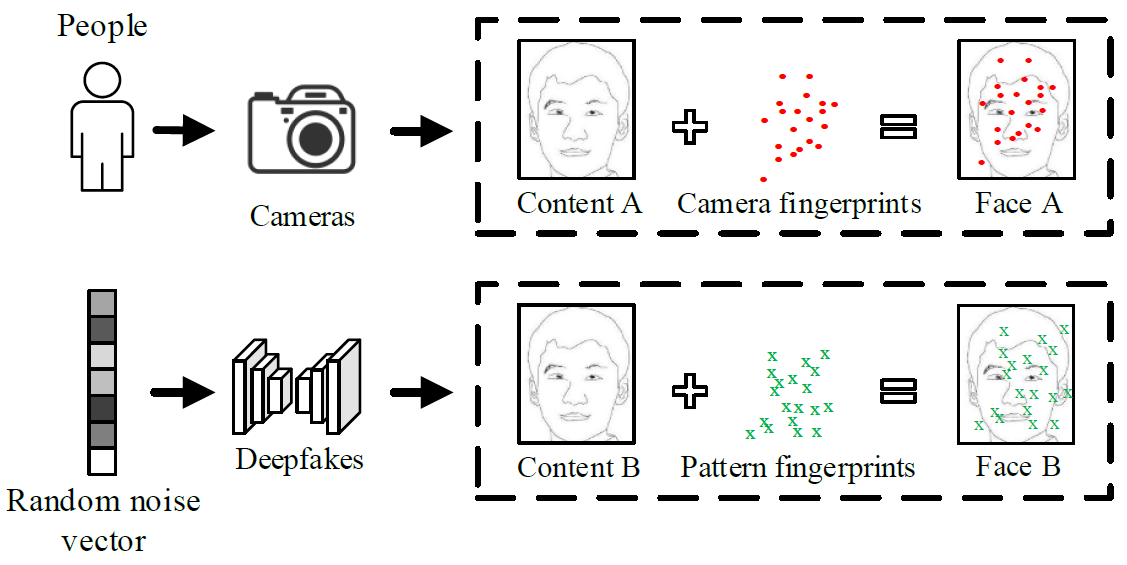 People
Cameras
Content A
Camera fingerprints
Face A
Random noise
vector
Deepfakes
Content B
Pattern fingerprints
Face B